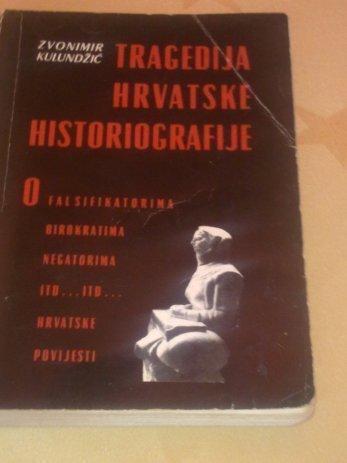 ZVONIMIR
KULUNDŽIĆ
TRAGEDIJA
HRVATSKE
HISTORIOGRAFIJE
O FALSIFIKATORIMA
BIROKRATIMA
NEGATORIMA
ITD...ITD...
HRVATSKE
POVIJESTI